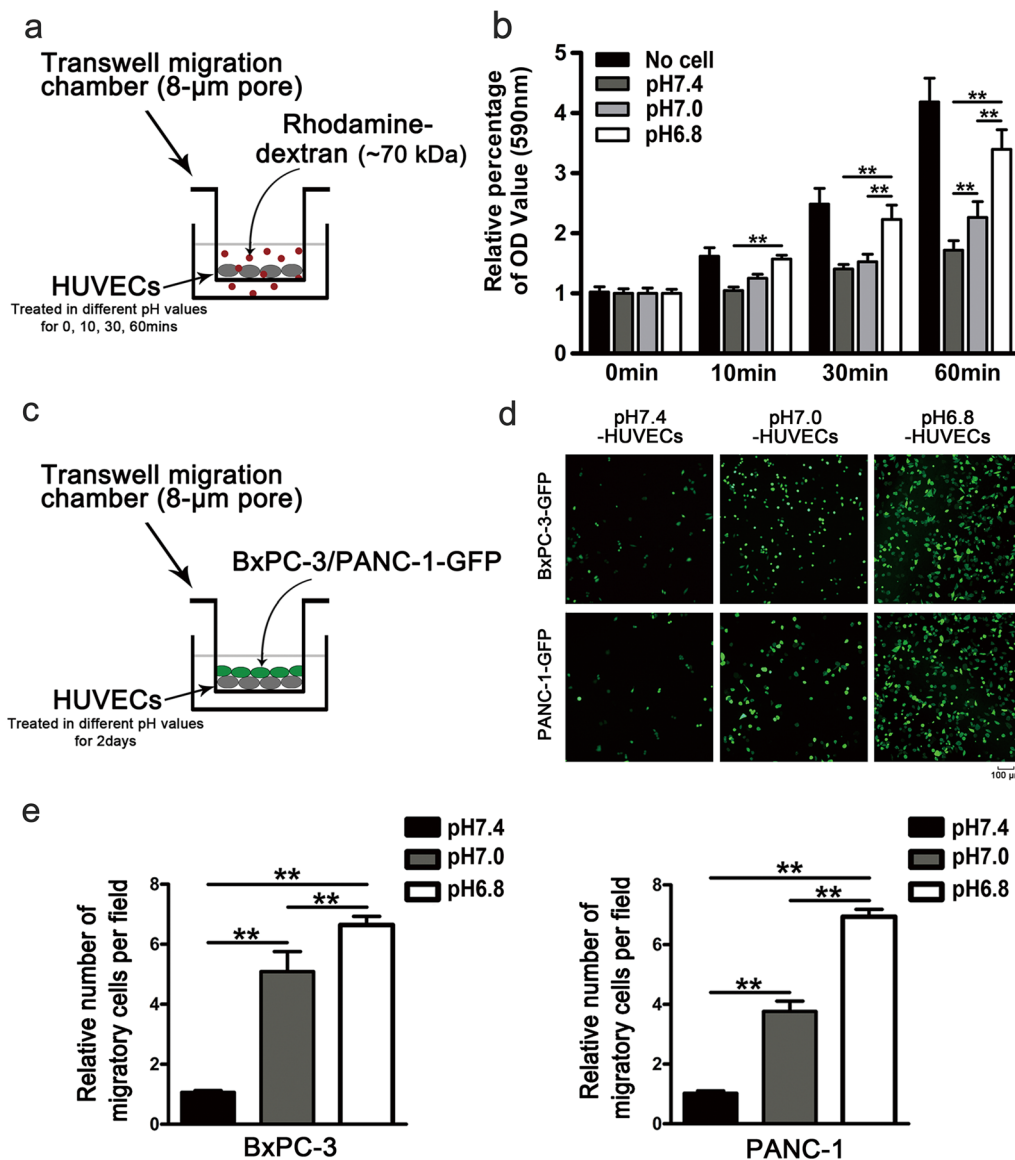 a
Transwell migration
chamber (8-μm pore)
Rhodamine-
dextran (~70 kDa)
HUVECs
Treated in different pH values
for 0, 10, 30, 60mins
b
Relative percentage
of OD Value (590nm)
5
4
3
2
1
0
No cell
pH7.4
pH7.0
pH6.8
**
**
**
**
**
**
0min
10min
30min
60min
c
Transwell migration
chamber (8-μm pore)
BxPC-3/PANC-1-GFP
HUVECs
Treated in different pH values
for 2days
d
pH7.4
-HUVECs
pH7.0
-HUVECs
pH6.8
-HUVECs
BxPC-3-GFP
PANC-1-GFP
100 μ
e
Relative number of
migratory cells per field
8
6
4
2
0
pH7.4
pH7.0
pH6.8
**
**
**
BxPC-3
Relative number of
migratory cells per field
8
6
4
2
0
pH7.4
pH7.0
pH6.8
**
**
**
PANC-1